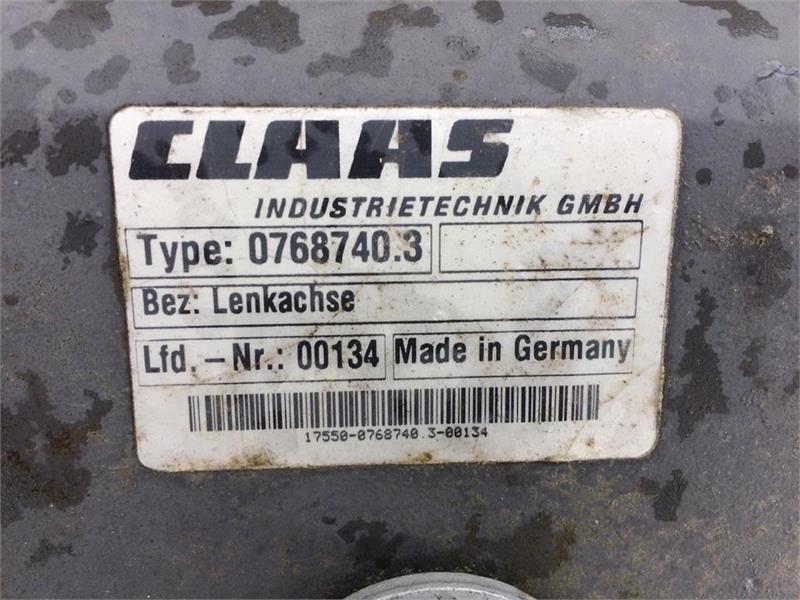 CLAAS
INDUSTRIETECHNIK GMBH
Type: 0768740.3
Bez: Lenkachse
Lfd. -Nr.: 00134 Made in Germany
17550-0768740.3-00134